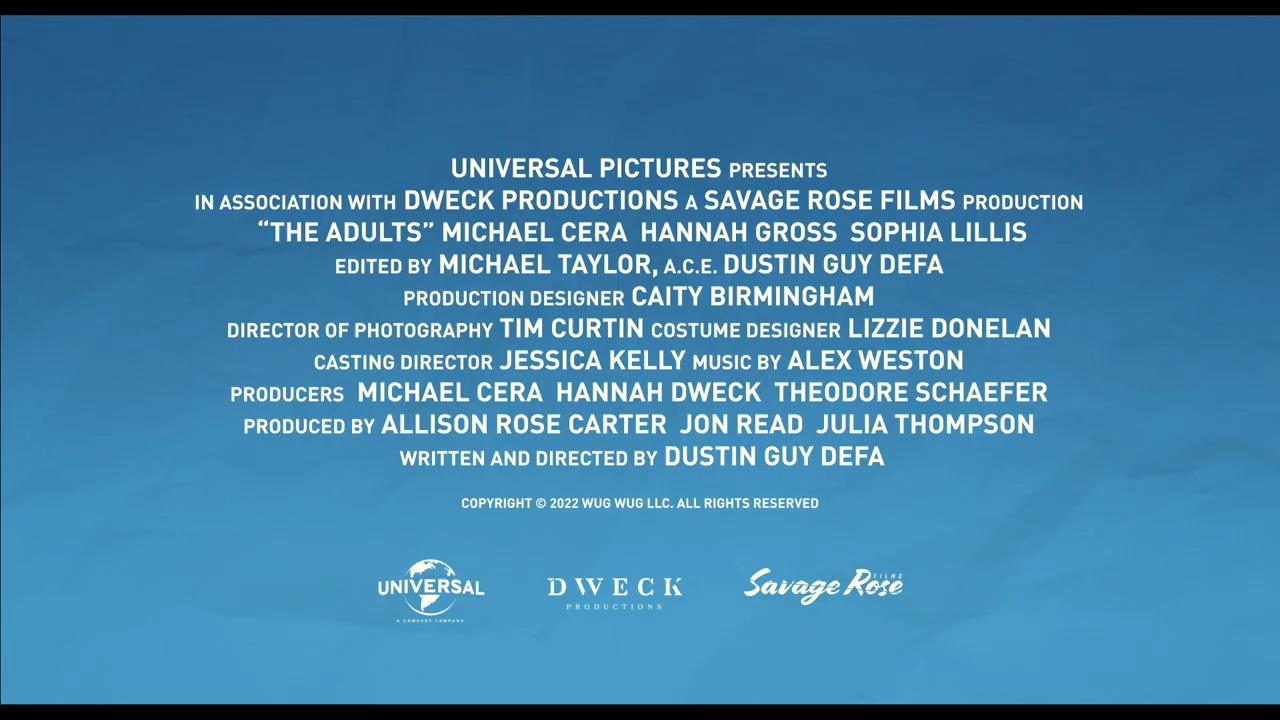 UNIVERSAL PICTURES PRESENTS
IN ASSOCIATION WITH DWECK PRODUCTIONS A SAVAGE ROSE FILMS PRODUCTION
“THE ADULTS” MICHAEL CERA HANNAH GROSS SOPHIA LILLIS
EDITED BY MICHAEL TAYLOR, A.C.E. DUSTIN GUY DEFA
PRODUCTION DESIGNER CAITY BIRMINGHAM
DIRECTOR OF PHOTOGRAPHY TIM CURTIN COSTUME DESIGNER LIZZIE DONELAN
CASTING DIRECTOR JESSICA KELLY MUSIC BY ALEX WESTON
PRODUCERS MICHAEL CERA HANNAH DWECK THEODORE SCHAEFER
PRODUCED BY ALLISON ROSE CARTER JON READ JULIA THOMPSON
WRITTEN AND DIRECTED BY DUSTIN GUY DEFA
COPYRIGHT © 2022 WUG WUG LLC. ALL RIGHTS RESERVED
UNIVERSAL
A COMCAST COMPANY
DWECK
PRODUCTIONS
Savage Rose
FILMS